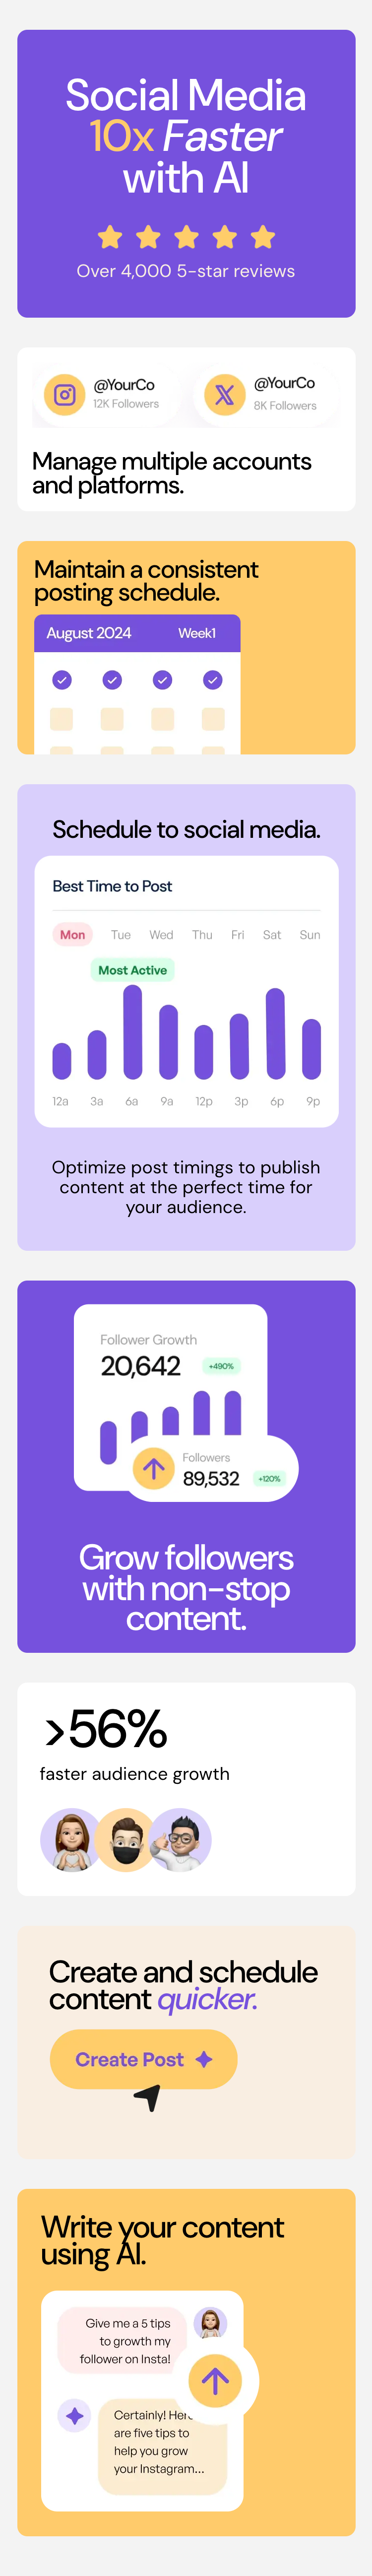 Social Media
10x Faster
with AI
Over 4,000 5-star reviews
@YourCo
12K Followers
@YourCo
8K Followers
Manage multiple accounts
and platforms.
Maintain a consistent
posting schedule.
August 2024 Week1
Schedule to social media.
Best Time to Post
Mon Tue Wed Thu Fri Sat Sun
Most Active
12a 3a 6a 9a 12p 3p 6p 9p
Optimize post timings to publish
content at the perfect time for
your audience.
Follower Growth
20,642 +490%
Followers
89,532 +120%
Grow followers
with non-stop
content.
>56%
faster audience growth
Create and schedule
content quicker.
Create Post
Write your content
using AI.
Give me a 5 tips
to growth my
follower on Insta!
Certainly! Here
are five tips to
help you grow
your Instagram...